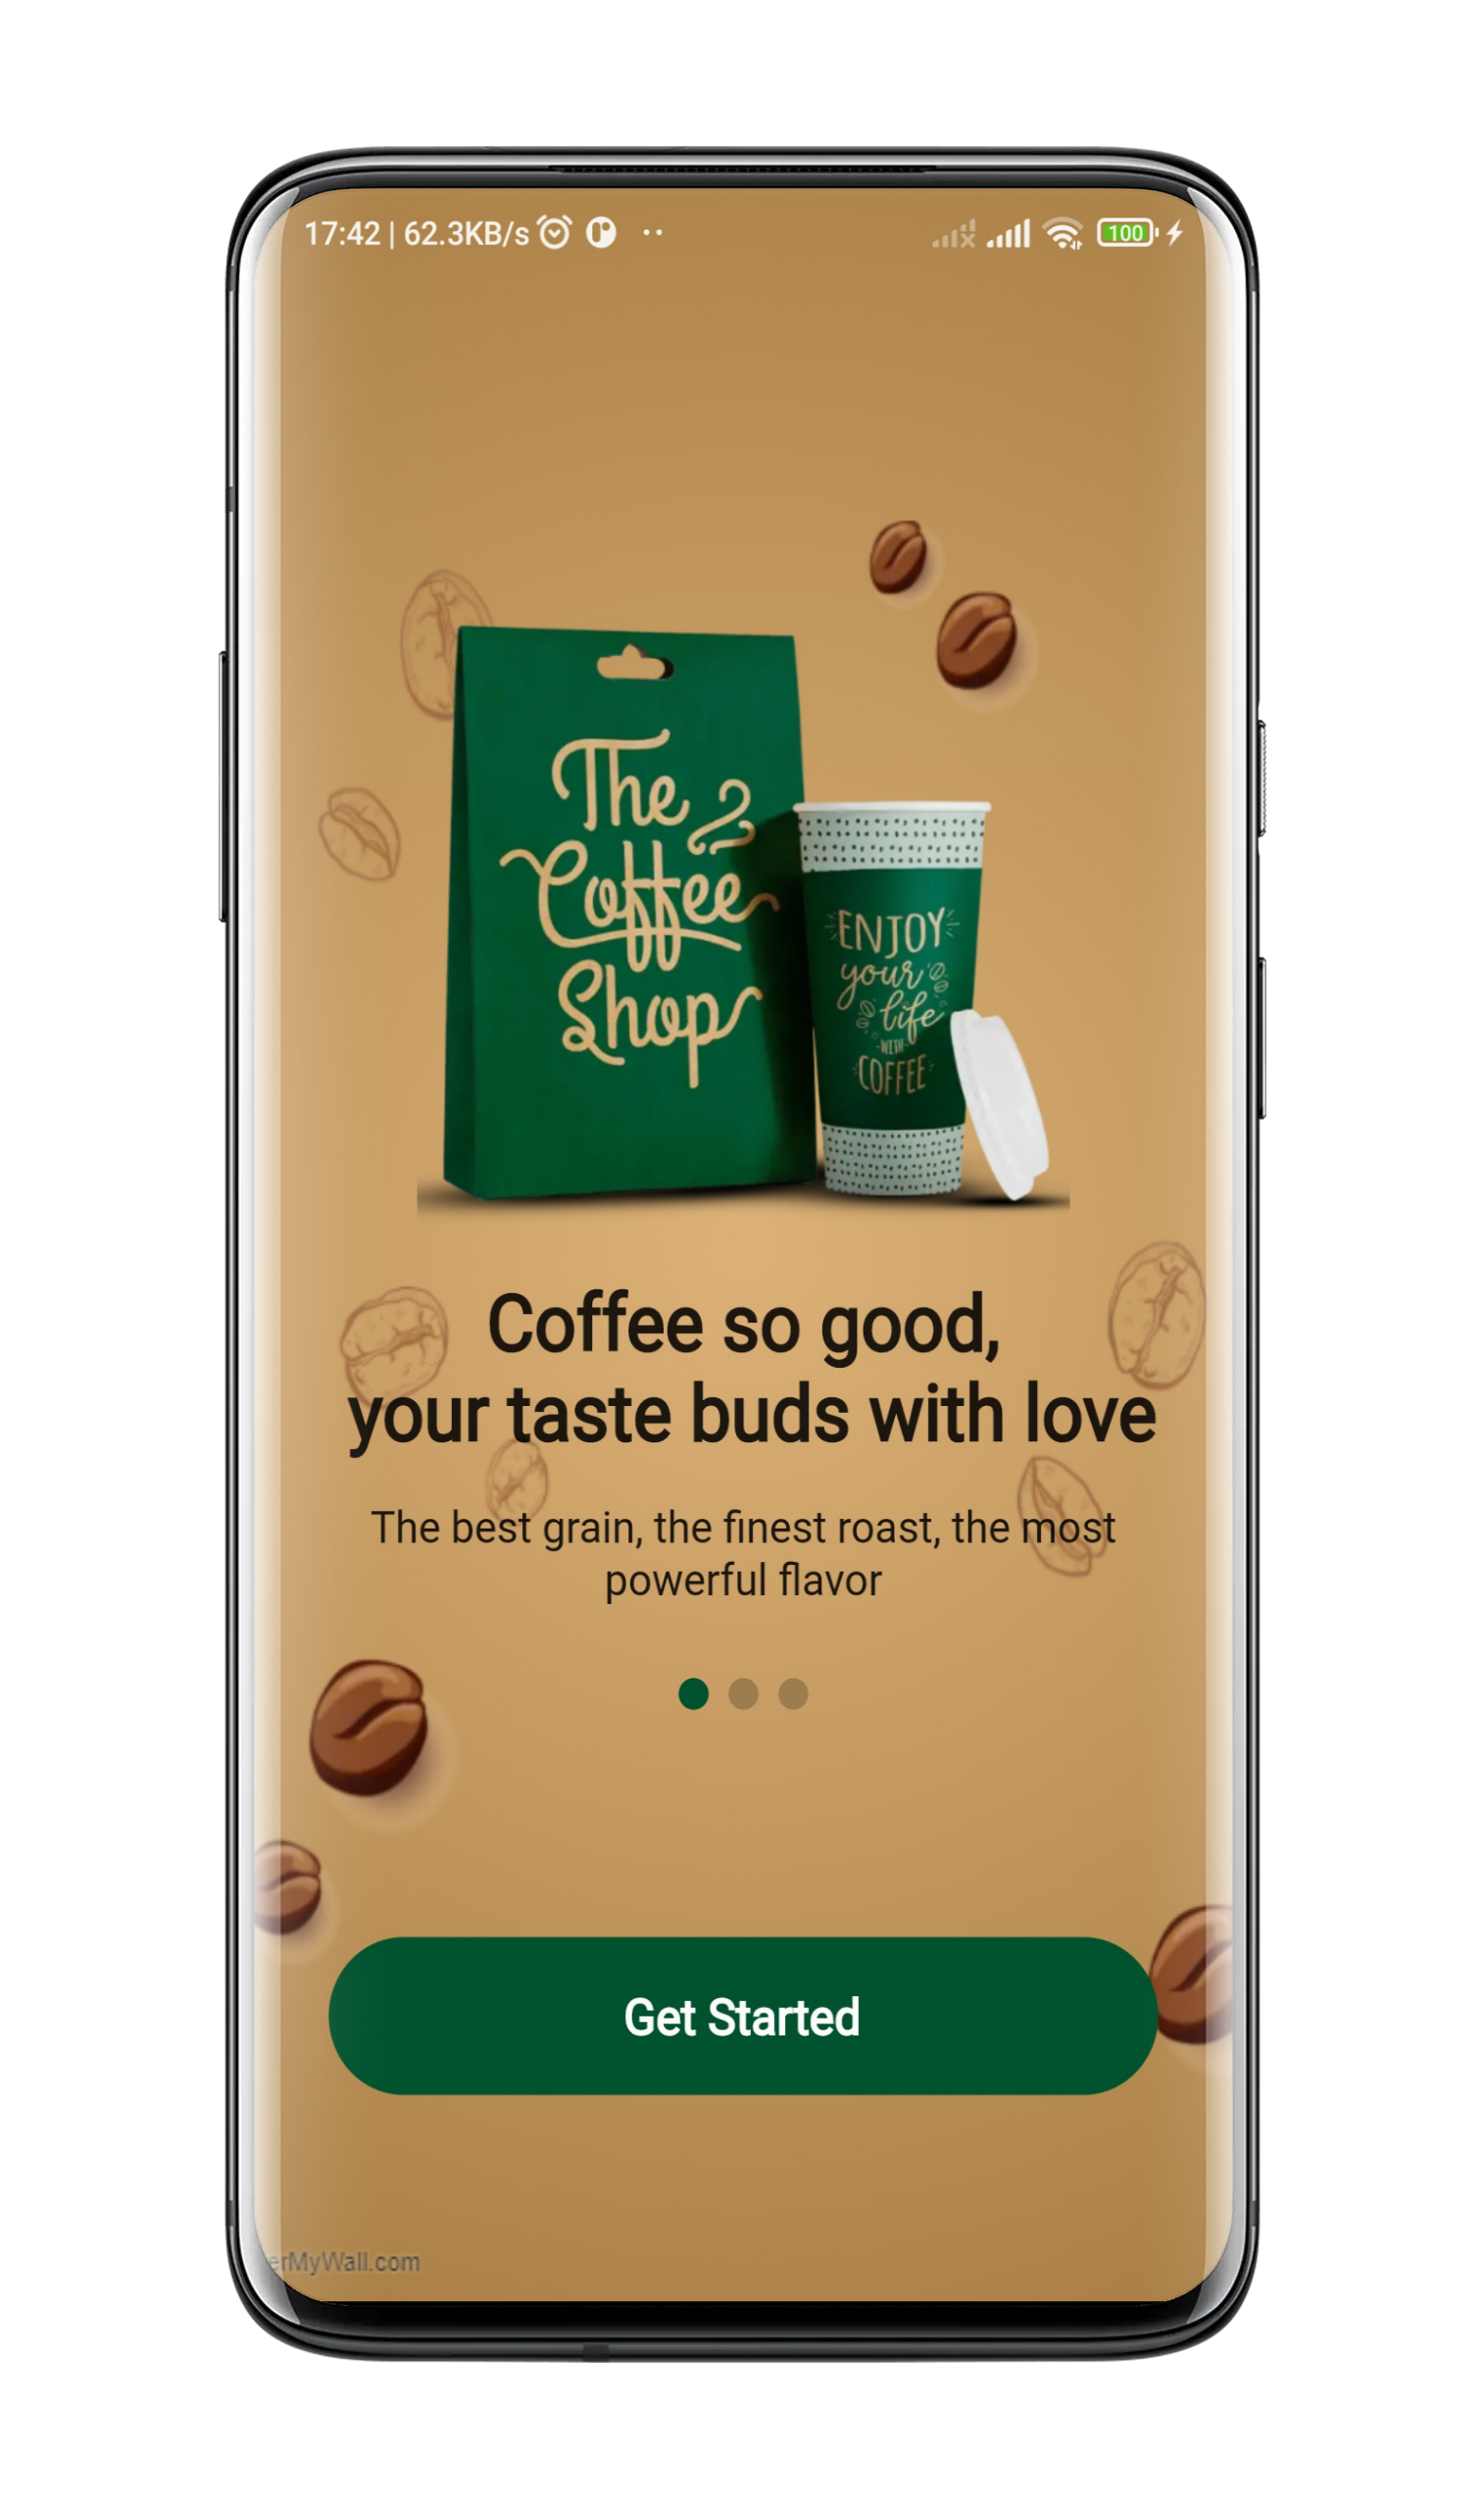 17:42 | 62.3KB/s
100
The
Coffee
Shop
ENJOY
your
life
WITH
COFFEE
Coffee so good,
your taste buds with love
The best grain, the finest roast, the most
powerful flavor
Get Started
erMyWall.com